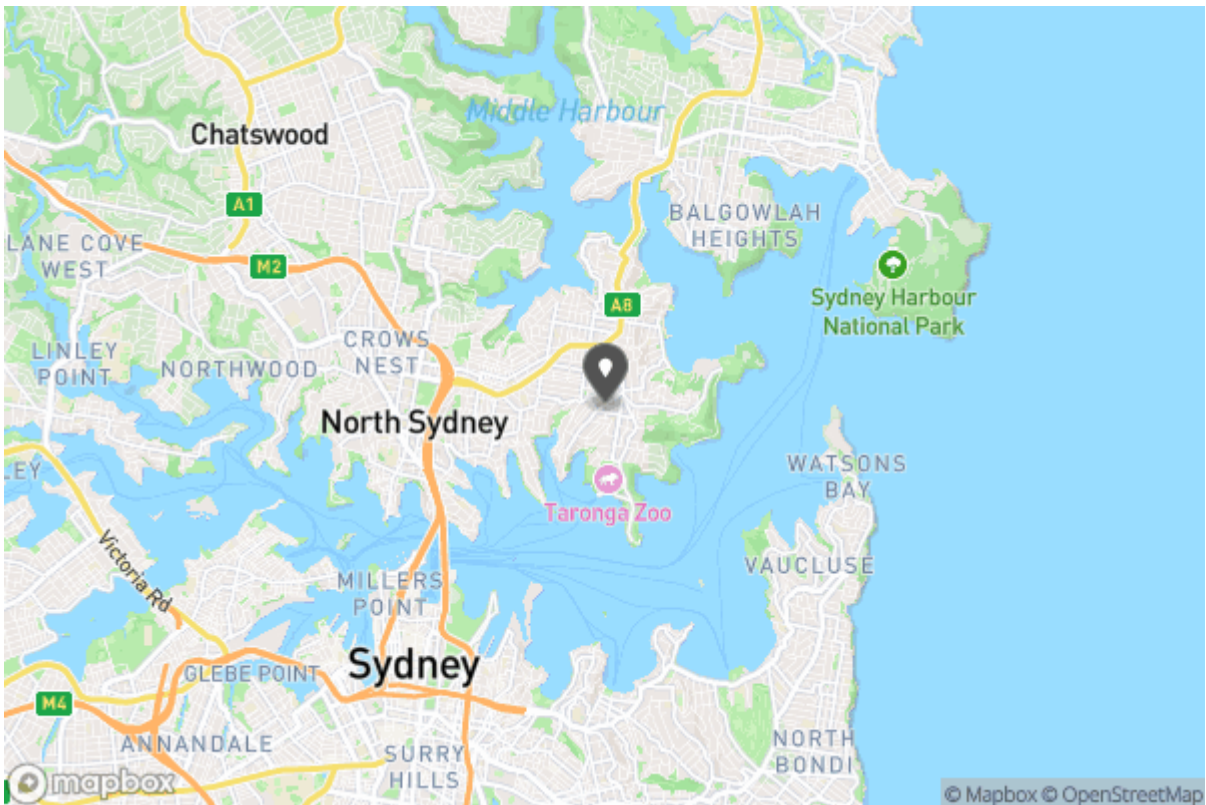 Middle Harbour
Chatswood
A1
BALGOWLAH
HEIGHTS
LANE COVE
WEST
M2
Sydney Harbour
National Park
A8
CROWS
NEST
LINLEY
POINT
NORTHWOOD
North Sydney
WATSONS
BAY
LEY
Taronga Zoo
Victoria Rd
VAUCLUSE
MILLERS
POINT
Sydney
GLEBE POINT
M4
ANNANDALE
SURRY
HILLS
NORTH
BONDI
mapbox
© Mapbox © OpenStreetMap